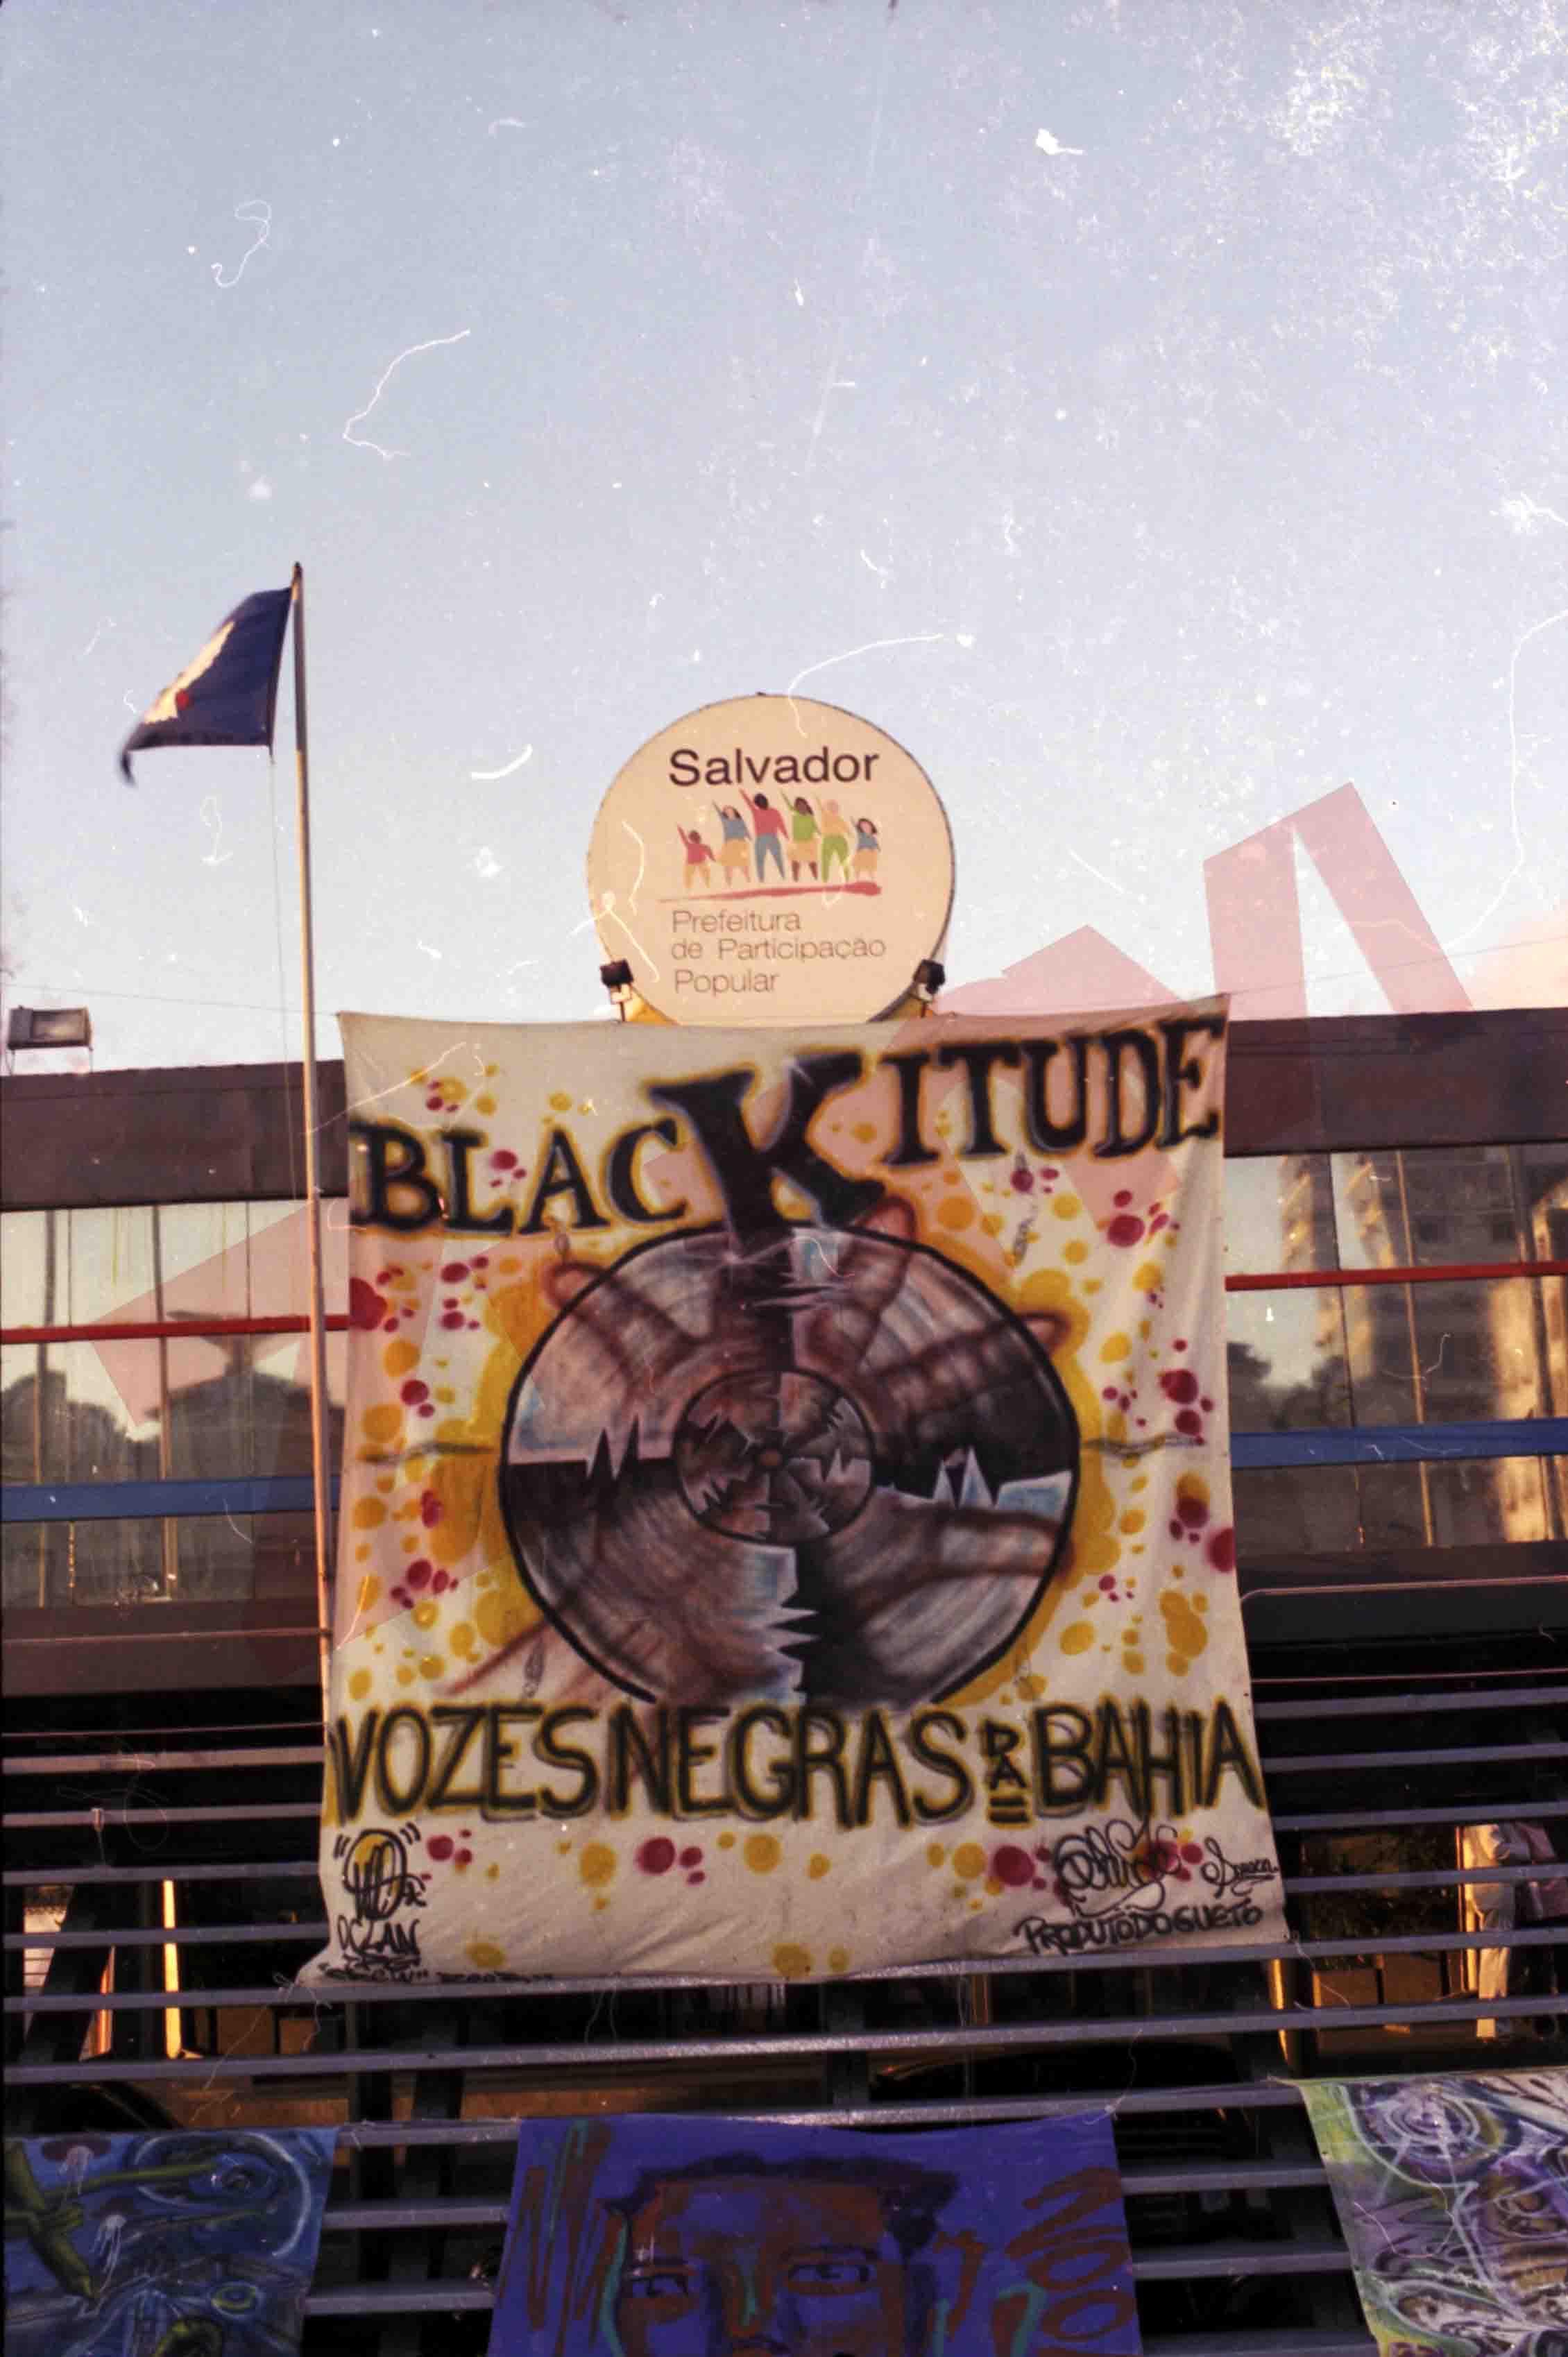 Salvador
Prefeitura
de Participação
Popular
BLACKITUDE
VOZES NEGRAS DA BAHIA
PRODUTO DO GUETO